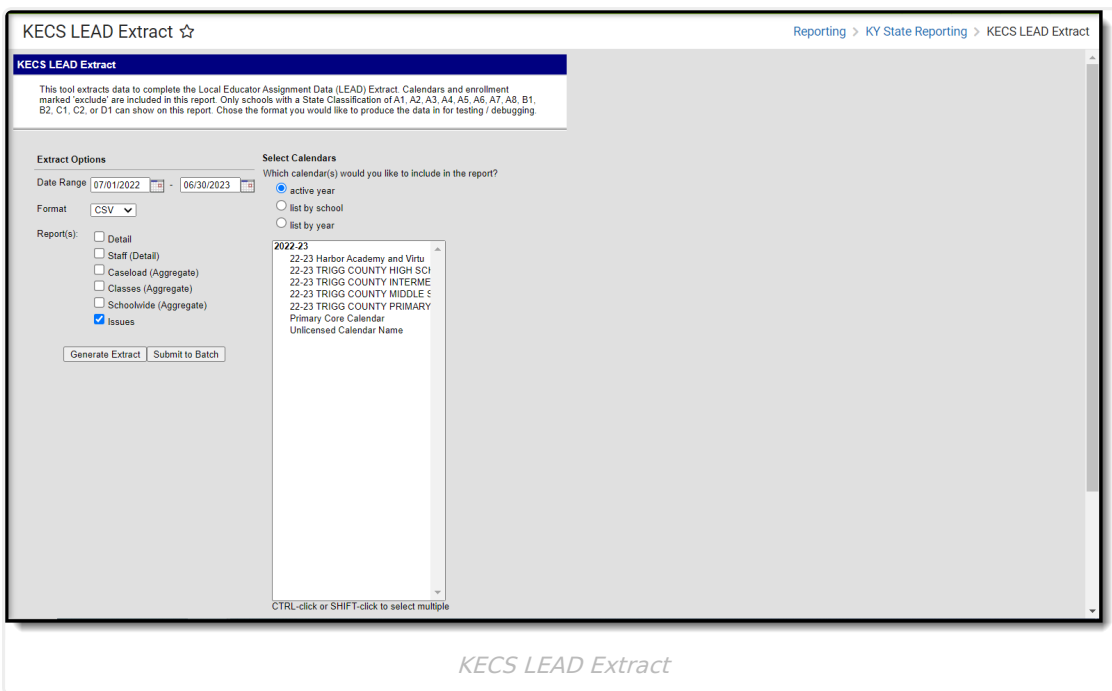 KECS LEAD Extract ☆
Reporting > KY State Reporting > KECS LEAD Extract
KECS LEAD Extract
This tool extracts data to complete the Local Educator Assignment Data (LEAD) Extract. Calendars and enrollment
marked 'exclude' are included in this report. Only schools with a State Classification of A1, A2, A3, A4, A5, A6, A7, A8, B1,
B2, C1, C2, or D1 can show on this report. Chose the format you would like to produce the data in for testing / debugging.
Extract Options
Date Range 07/01/2022 - 06/30/2023
Format CSV
Report(s):
Detail
Staff (Detail)
Caseload (Aggregate)
Classes (Aggregate)
Schoolwide (Aggregate)
Issues
Generate Extract Submit to Batch
Select Calendars
Which calendar(s) would you like to include in the report?
active year
list by school
list by year
2022-23
22-23 Harbor Academy and Virtu
22-23 TRIGG COUNTY HIGH SCH
22-23 TRIGG COUNTY INTERME
22-23 TRIGG COUNTY MIDDLE S
22-23 TRIGG COUNTY PRIMARY
Primary Core Calendar
Unlicensed Calendar Name
CTRL-click or SHIFT-click to select multiple
KECS LEAD Extract